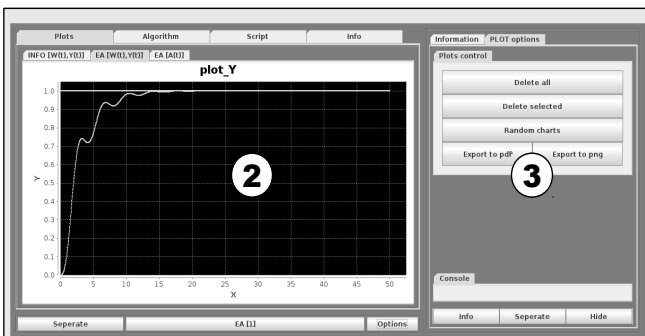 Plots Algorithm Script Info
INFO [W(t),Y(t)] EA [W(t),Y(t)] EA [A(t)]
plot_Y
1.0
0.9
0.8
0.7
0.6
0.5
0.4
0.3
0.2
0.1
0.0
Y
0 5 10 15 20 25 30 35 40 45 50
X
2
Seperate EA [1] Options
Information PLOT options
Plots control
Delete all
Delete selected
Random charts
Export to pdf Export to png
3
Console
Info Seperate Hide